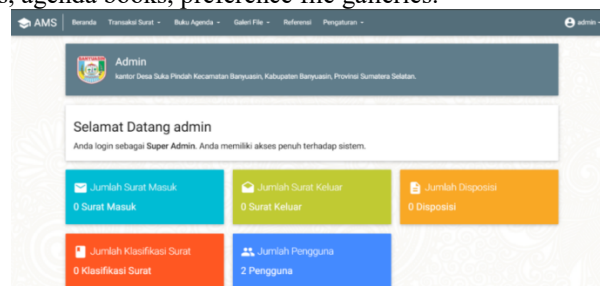 s, agenda books, preference file galleries.
AMS Beranda Transaksi Surat Buku Agenda Galeri File Referensi Pengaturan admin
Admin
kantor Desa Suka Pindah Kecamatan Banyuasin, Kabupaten Banyuasin, Provinsi Sumatera Selatan.
Selamat Datang admin
Anda login sebagai Super Admin. Anda memiliki akses penuh terhadap sistem.
Jumlah Surat Masuk
0 Surat Masuk
Jumlah Surat Keluar
0 Surat Keluar
Jumlah Disposisi
0 Disposisi
Jumlah Klasifikasi Surat
0 Klasifikasi Surat
Jumlah Pengguna
2 Pengguna